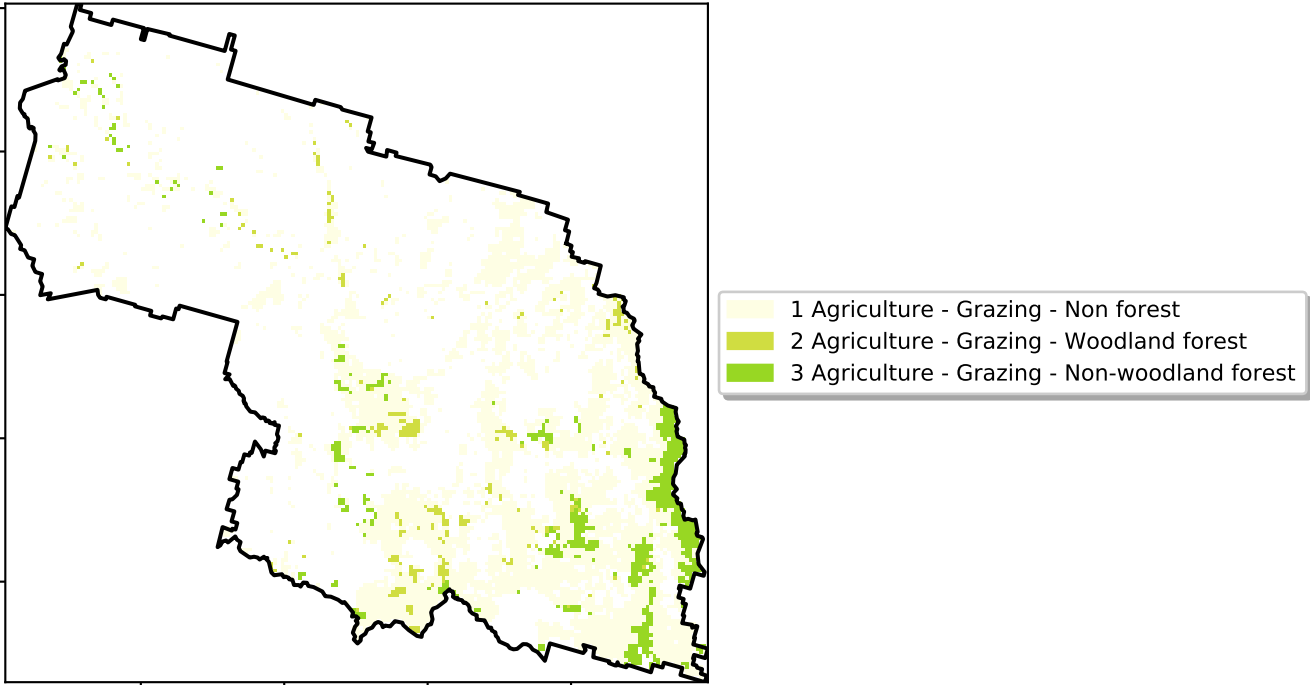 1 Agriculture - Grazing - Non forest
2 Agriculture - Grazing - Woodland forest
3 Agriculture - Grazing - Non-woodland forest